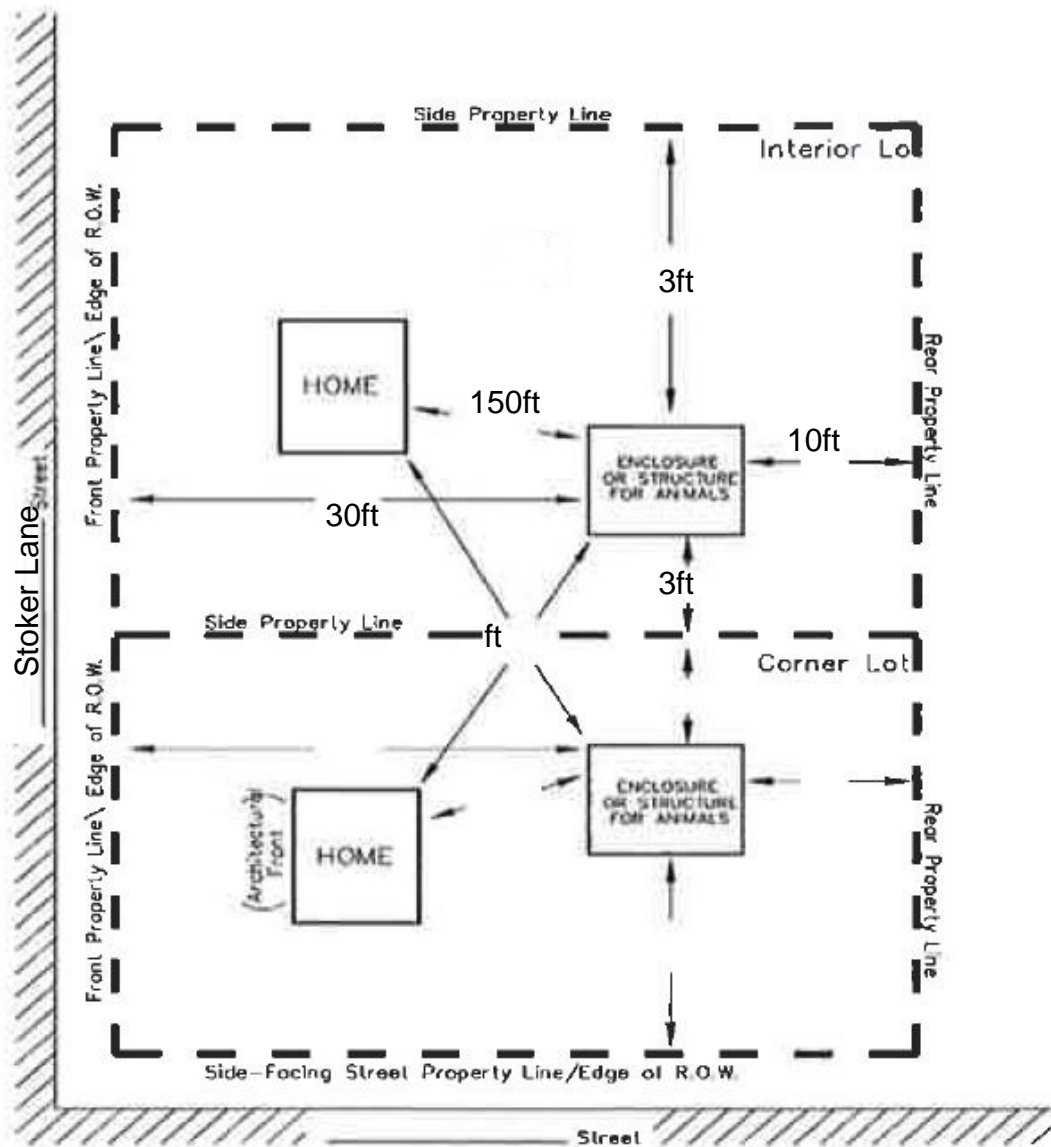 Side Property Line
Interior Lo
Front Property Line\ Edge of R.O.W.
3ft
Rear Property Line
HOME
150ft
10ft
ENCLOSURE
OR STRUCTURE
FOR ANIMALS
30ft
3ft
Stoker Lane
Street
Side Property Line
ft
Corner Lot
Front Property Line\ Edge of R.O.W.
(Architectural
Front)
HOME
ENCLOSURE
OR STRUCTURE
FOR ANIMALS
Rear Property Line
Side-Facing Street Property Line/Edge of R.O.W.
Street